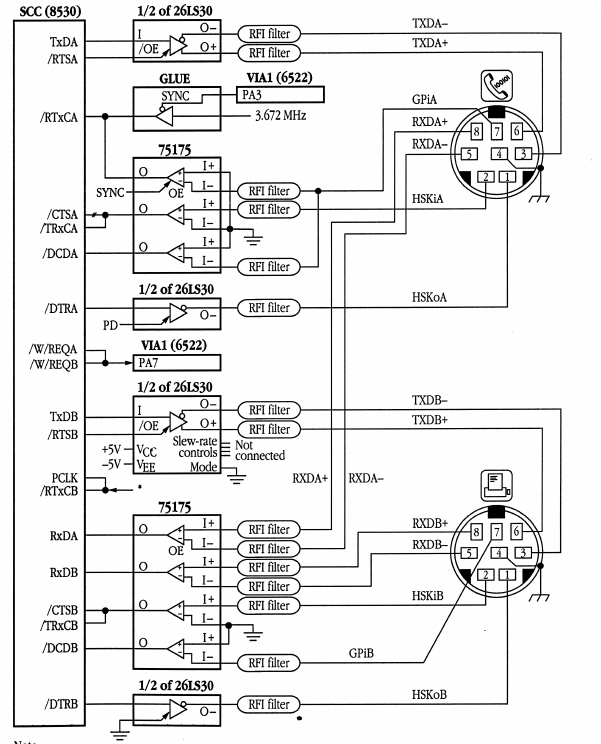 SCC (8530)
1/2 of 26LS30
TxDA
I
O–
RFI filter
TXDA–
/RTSA
/OE
O+
RFI filter
TXDA+
GLUE
VIA1 (6522)
SYNC
PA3
/RTxCA
3.672 MHz
GPiA
RXDA+
RXDA–
8
7
6
5
4
3
2
1
75175
O
I+
I–
RFI filter
SYNC
OE
/CTSA
/TRxCA
O
I+
RFI filter
HSKiA
I–
/DCDA
O
I+
I–
RFI filter
1/2 of 26LS30
/DTRA
O–
RFI filter
HSKoA
PD
VIA1 (6522)
/W/REQA
/W/REQB
PA7
1/2 of 26LS30
TxDB
I
O–
RFI filter
TXDB–
/RTSB
/OE
O+
RFI filter
TXDB+
+5V
VCC
Slew-rate
controls
Not
connected
–5V
VEE
Mode
PCLK
/RTxCB
*
RXDA+
RXDA–
75175
RxDA
O
I+
RFI filter
OE
I–
RFI filter
RXDB+
RXDB–
8
7
6
5
4
3
2
1
RxDB
O
I+
RFI filter
I–
RFI filter
/CTSB
/TRxCB
O
I+
RFI filter
HSKiB
I–
/DCDB
O
I+
I–
RFI filter
GPiB
1/2 of 26LS30
/DTRB
O–
RFI filter
HSKoB